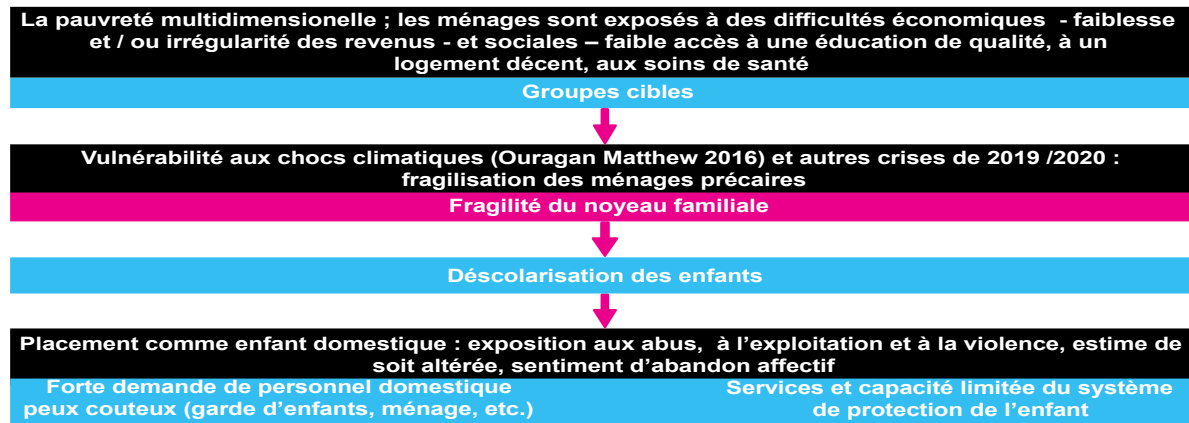 La pauvreté multidimensionelle ; les ménages sont exposés à des difficultés économiques - faiblesse
et / ou irrégularité des revenus - et sociales – faible accès à une éducation de qualité, à un
logement décent, aux soins de santé
Groupes cibles
Vulnérabilité aux chocs climatiques (Ouragan Matthew 2016) et autres crises de 2019 /2020 :
fragilisation des ménages précaires
Fragilité du noyeau familiale
Déscolarisation des enfants
Placement comme enfant domestique : exposition aux abus, à l'exploitation et à la violence, estime de
soit altérée, sentiment d'abandon affectif
Forte demande de personnel domestique
peux couteux (garde d'enfants, ménage, etc.)
Services et capacité limitée du système
de protection de l'enfant